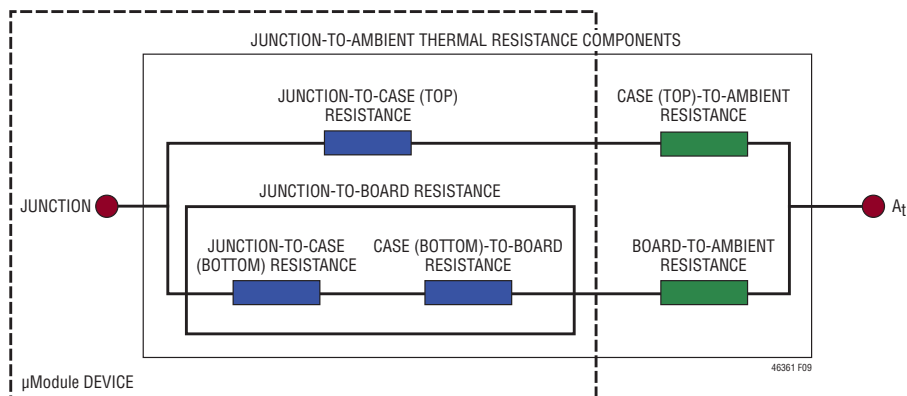 JUNCTION-TO-AMBIENT THERMAL RESISTANCE COMPONENTS
JUNCTION-TO-CASE (TOP)
RESISTANCE
CASE (TOP)-TO-AMBIENT
RESISTANCE
JUNCTION-TO-BOARD RESISTANCE
JUNCTION
At
JUNCTION-TO-CASE
(BOTTOM) RESISTANCE
CASE (BOTTOM)-TO-BOARD
RESISTANCE
BOARD-TO-AMBIENT
RESISTANCE
46361 F09
µModule DEVICE